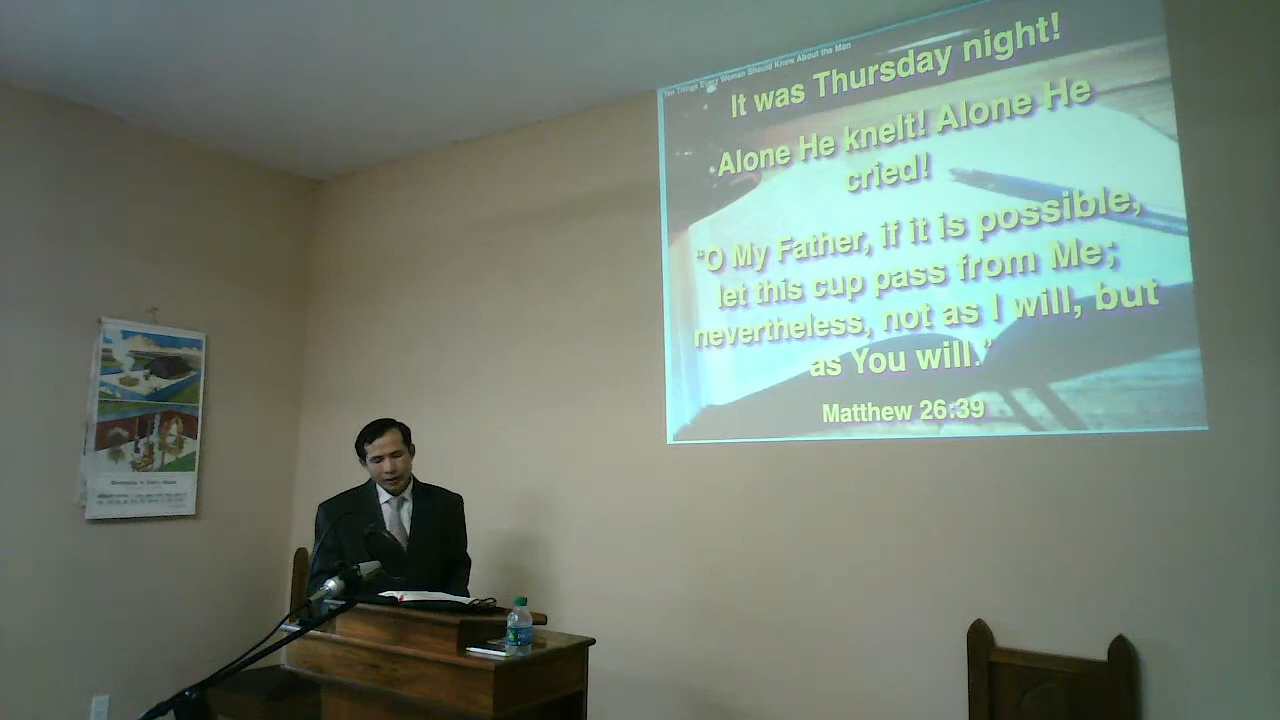 Ten Things Every Woman Should Know About the Man
It was Thursday night!
Alone He knelt! Alone He
cried!
“O My Father, if it is possible,
let this cup pass from Me;
nevertheless, not as I will, but
as You will.”
Matthew 26:39